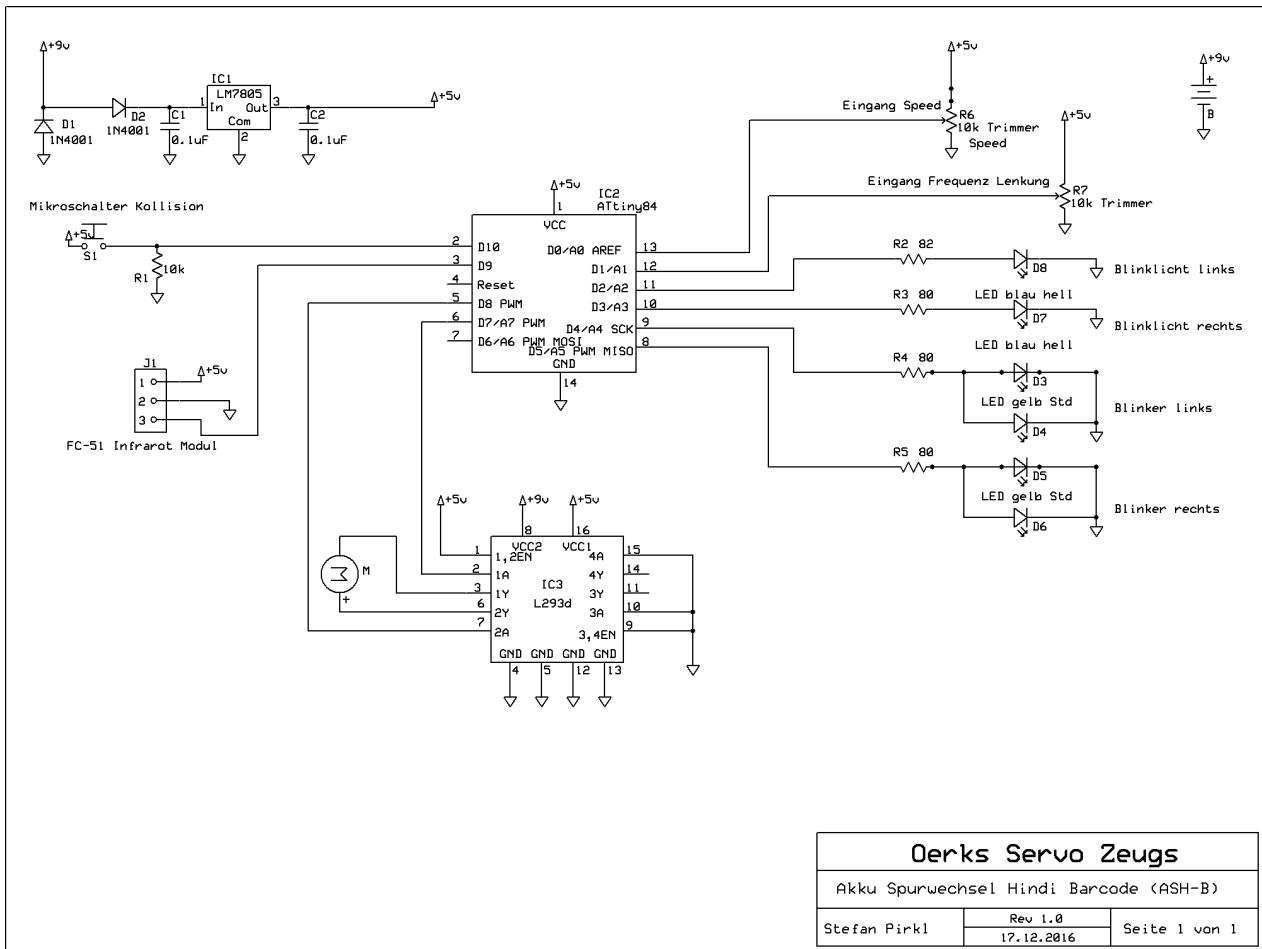 +9v
IC1
LM7805
1 In Out 3
Com
2
D1
1N4001
D2
1N4001
C1
0.1uF
C2
0.1uF
+5v
+5v
Eingang Speed
R6
10k Trimmer
Speed
+5v
Eingang Frequenz Lenkung
R7
10k Trimmer
+9v
+
B
Mikroschalter Kollision
+5v
S1
R1
10k
+5v
1
IC2
ATtiny84
VCC
2 D10
3 D9
4 Reset
5 D8 PWM
6 D7/A7 PWM
7 D6/A6 PWM MOSI
D0/A0 AREF 13
D1/A1 12
D2/A2 11
D3/A3 10
D4/A4 SCK 9
D5/A5 PWM MISO 8
GND
14
R2 82
D8
Blinklicht links
LED blau hell
R3 80
D7
Blinklicht rechts
LED blau hell
R4 80
D3
LED gelb Std
D4
Blinker links
R5 80
D5
LED gelb Std
D6
Blinker rechts
J1
1
2
3
+5v
FC-51 Infrarot Modul
+5v
+9v
+5v
8
16
VCC2 VCC1
1 1,2EN
2 1A
3 1Y
6 2Y
7 2A
IC3
L293d
4A 15
4Y 14
3Y 11
3A 10
3,4EN 9
GND GND GND GND
4 5 12 13
M
+
Oerks Servo Zeugs
Akku Spurwechsel Hindi Barcode (ASH-B)
Stefan Pirkl
Rev 1.0
17.12.2016
Seite 1 von 1